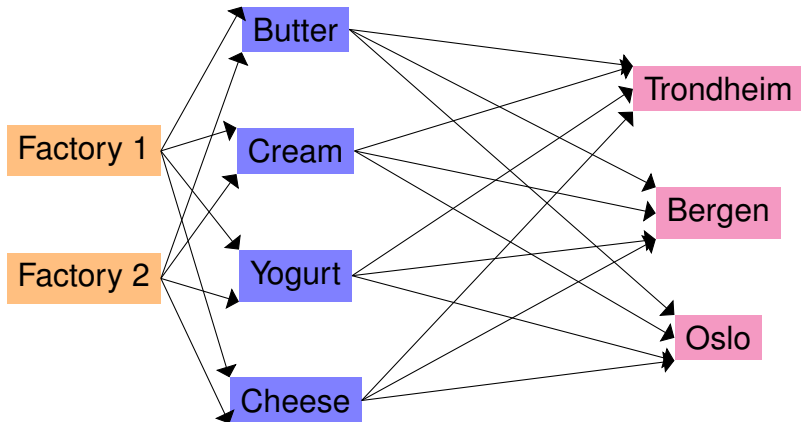 Factory 1
Factory 2
Butter
Cream
Yogurt
Cheese
Trondheim
Bergen
Oslo